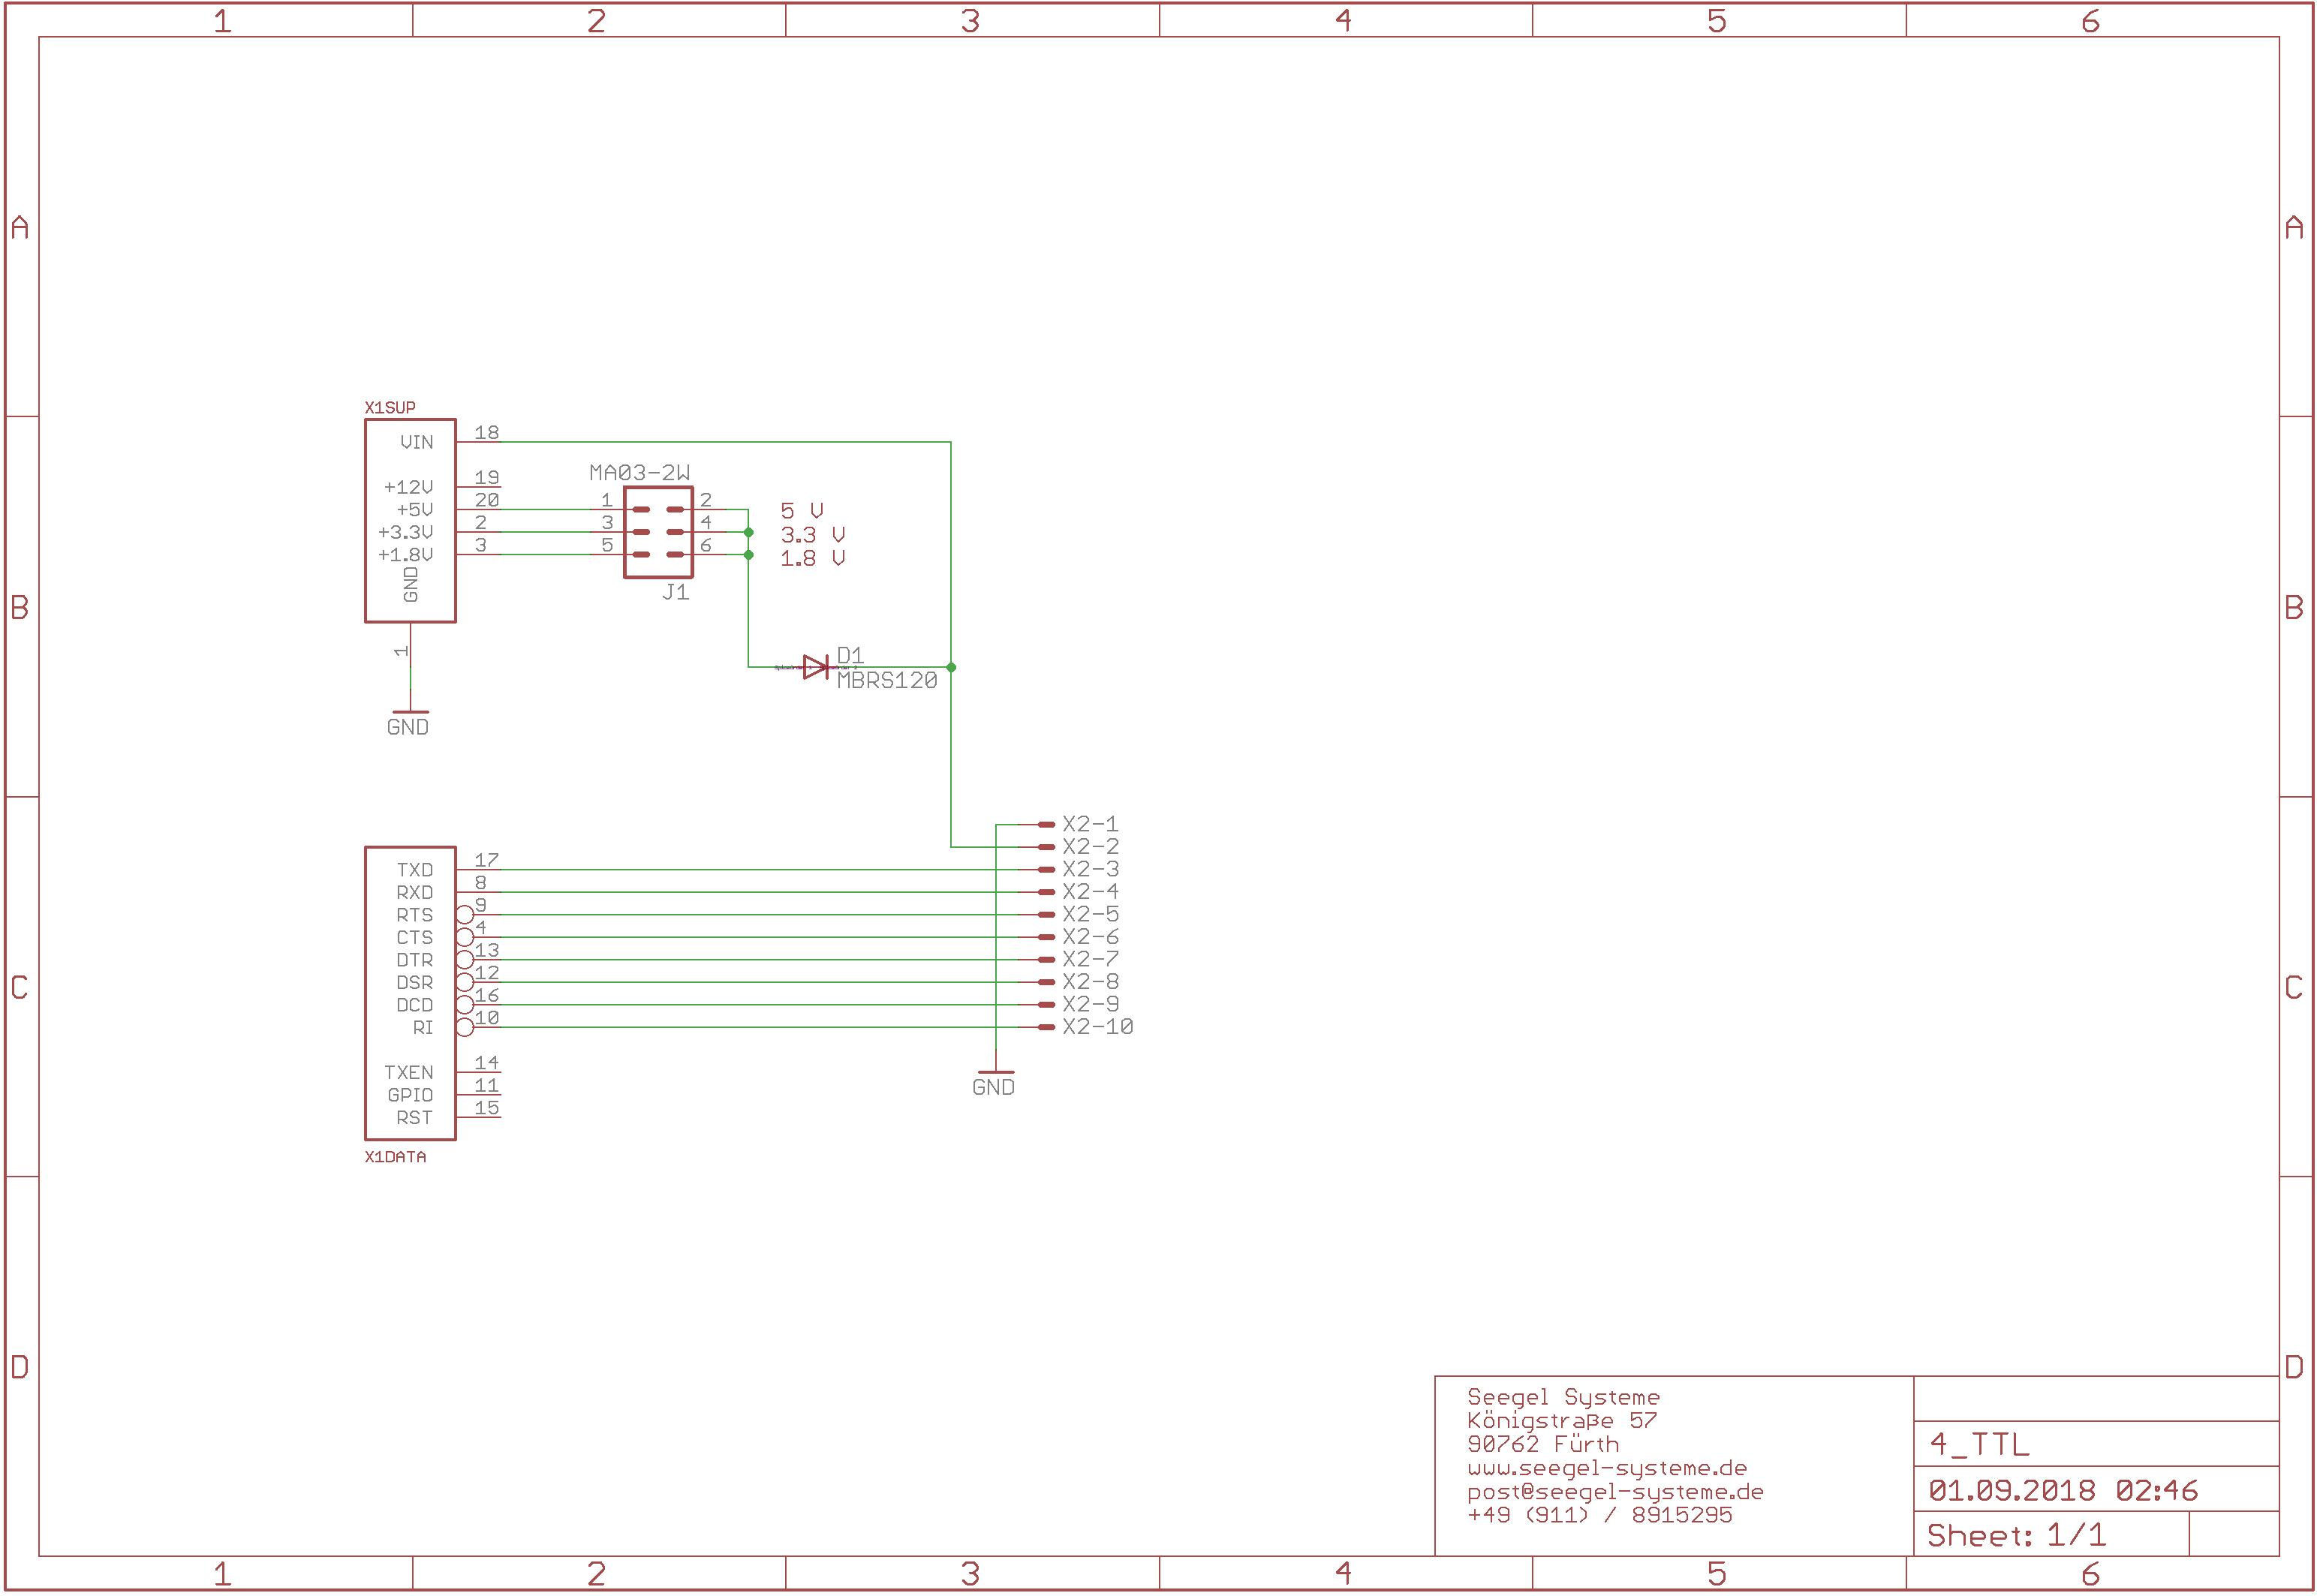 1 2 3 4 5 6
A A
X1SUP
VIN 18
+12V 19
+5V 20
+3.3V 2
+1.8V 3
GND
1
GND
MA03-2W
1 2
3 4
5 6
J1
5 V
3.3 V
1.8 V
B B
D1
MBRS120
X2-1
X2-2
X2-3
X2-4
X2-5
X2-6
X2-7
X2-8
X2-9
X2-10
GND
TXD 17
RXD 8
RTS 9
CTS 4
DTR 13
DSR 12
DCD 16
RI 10
TXEN 14
GPIO 11
RST 15
X1DATA
C C
D D
Seegel Systeme
Königstraße 57
90762 Fürth
www.seegel-systeme.de
post@seegel-systeme.de
+49 (911) / 8915295
4_TTL
01.09.2018 02:46
Sheet: 1/1
1 2 3 4 5 6